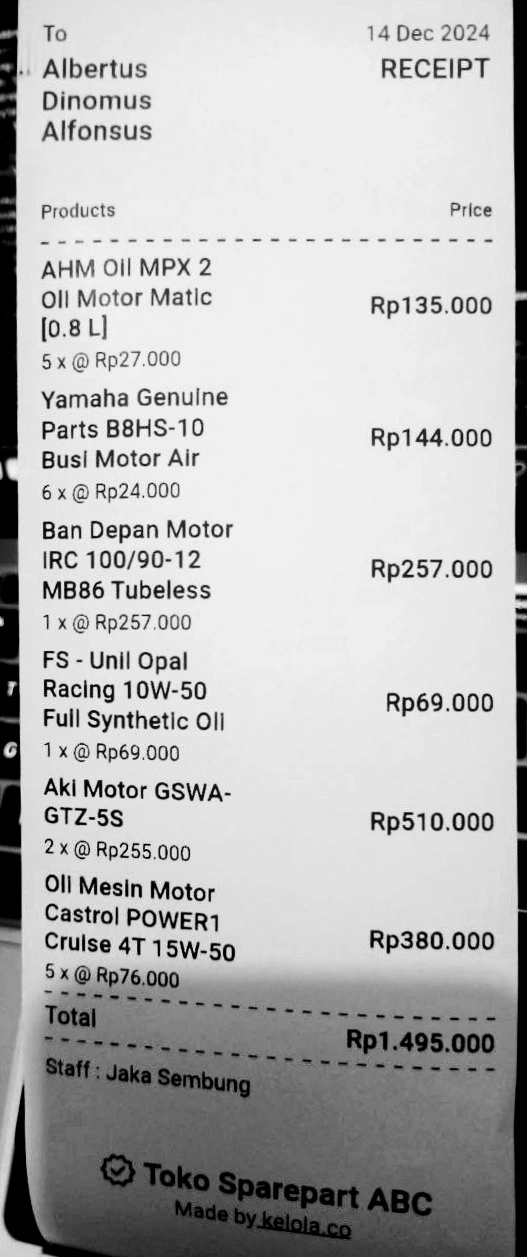 To
14 Dec 2024
Albertus
Dinomus
Alfonsus
RECEIPT
Products
Price
AHM Oil MPX 2
Oli Motor Matic
[0.8 L]
Rp135.000
5 x @ Rp27.000
Yamaha Genuine
Parts B8HS-10
Busi Motor Air
Rp144.000
6 x @ Rp24.000
Ban Depan Motor
IRC 100/90-12
MB86 Tubeless
Rp257.000
1 x @ Rp257.000
FS - Unil Opal
Racing 10W-50
Full Synthetic Oli
Rp69.000
1 x @ Rp69.000
Aki Motor GSWA-
GTZ-5S
Rp510.000
2 x @ Rp255.000
Oli Mesin Motor
Castrol POWER1
Cruise 4T 15W-50
Rp380.000
5 x @ Rp76.000
Total
Rp1.495.000
Staff : Jaka Sembung
Toko Sparepart ABC
Made by kelola.co